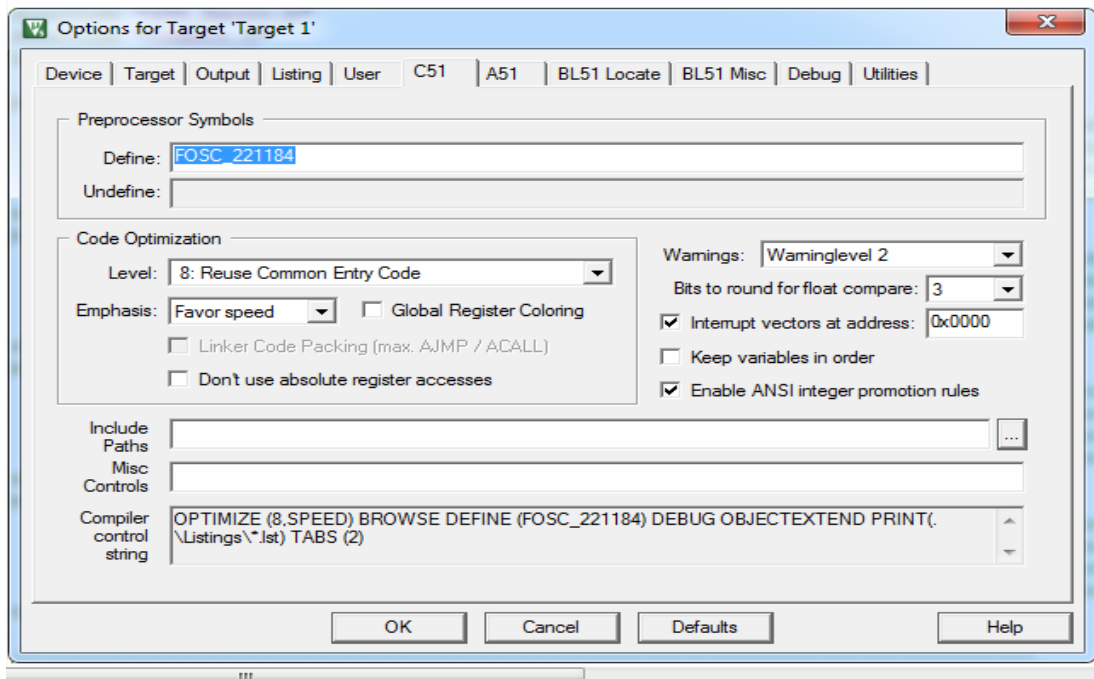 Options for Target 'Target 1'
Device Target Output Listing User C51 A51 BL51 Locate BL51 Misc Debug Utilities
Preprocessor Symbols
Define: FOSC_221184
Undefine:
Code Optimization
Level: 8: Reuse Common Entry Code
Emphasis: Favor speed Global Register Coloring
Linker Code Packing (max. AJMP / ACALL)
Don't use absolute register accesses
Warnings: Warninglevel 2
Bits to round for float compare: 3
Interrupt vectors at address: 0x0000
Keep variables in order
Enable ANSI integer promotion rules
Include
Paths
...
Misc
Controls
Compiler
control
string
OPTIMIZE (8,SPEED) BROWSE DEFINE (FOSC_221184) DEBUG OBJECTEXTEND PRINT(.
\Listings\*.lst) TABS (2)
OK Cancel Defaults Help